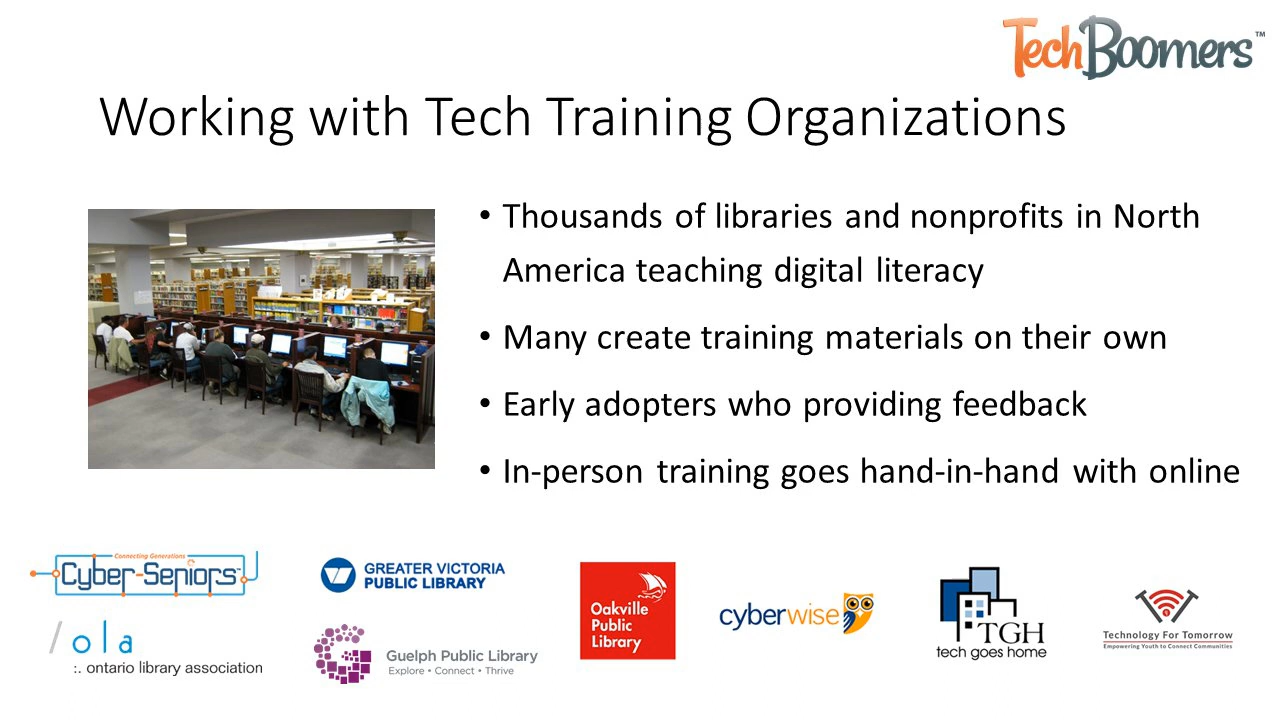 TechBoomers™
Working with Tech Training Organizations
• Thousands of libraries and nonprofits in North
America teaching digital literacy
• Many create training materials on their own
• Early adopters who providing feedback
• In-person training goes hand-in-hand with online
Connecting Generations
Cyber-Seniors™
GREATER VICTORIA
PUBLIC LIBRARY
Oakville
Public
Library
cyberwise
TGH
tech goes home
Technology For Tomorrow
Empowering Youth to Connect Communities
/ola
:. ontario library association
Guelph Public Library
Explore • Connect • Thrive